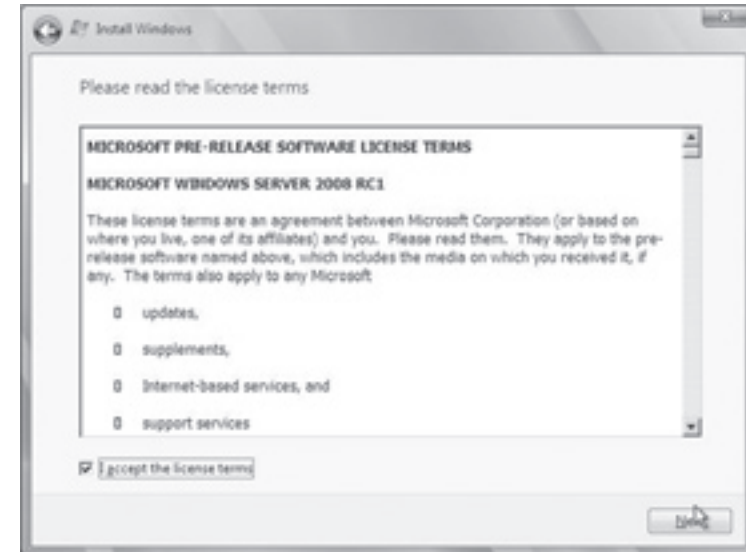 Install Windows
Please read the license terms
MICROSOFT PRE-RELEASE SOFTWARE LICENSE TERMS
MICROSOFT WINDOWS SERVER 2008 RC1
These license terms are an agreement between Microsoft Corporation (or based on
where you live, one of its affiliates) and you. Please read them. They apply to the pre-
release software named above, which includes the media on which you received it, if
any. The terms also apply to any Microsoft
▯ updates,
▯ supplements,
▯ Internet-based services, and
▯ support services
I accept the license terms
Next